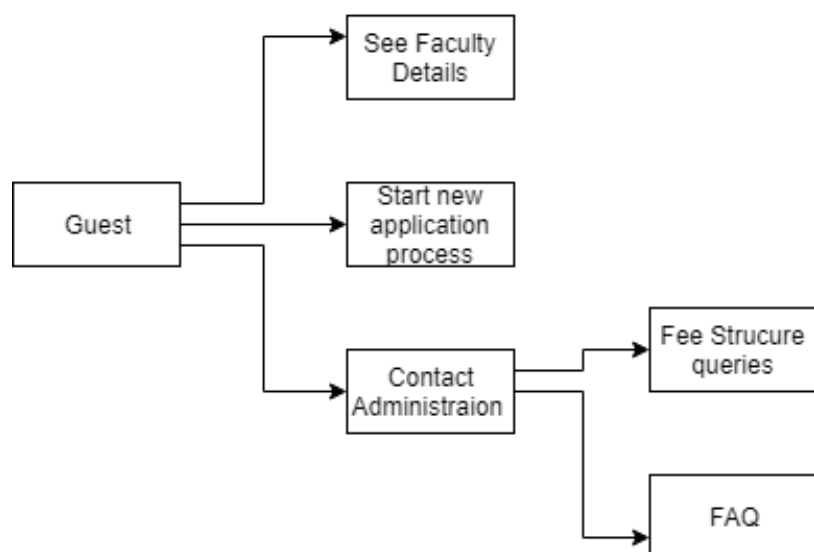 See Faculty
Details
Guest
Start new
application
process
Contact
Administraion
Fee Strucure
queries
FAQ